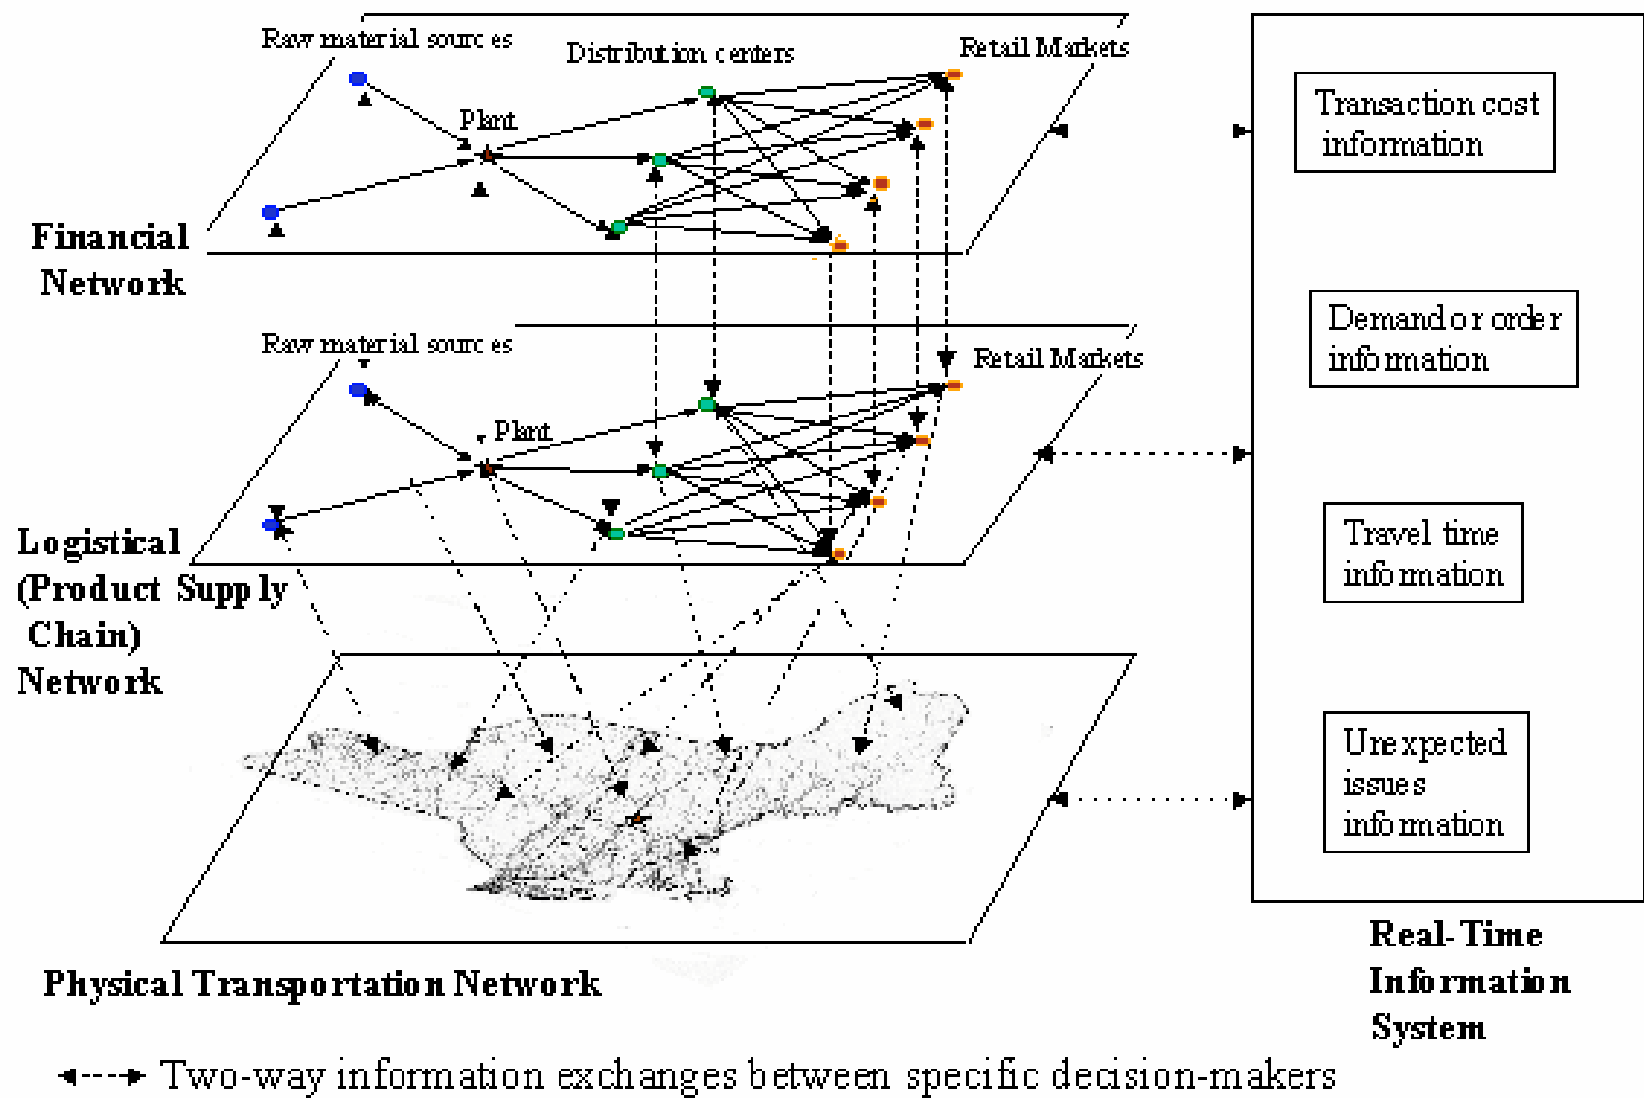 Raw material sources
Distribution centers
Retail Markets
Plant
Financial
Network
Raw material sources
Retail Markets
Plant
Logistical
(Product Supply
Chain)
Network
Physical Transportation Network
Transaction cost
information
Demand or order
information
Travel time
information
Unexpected
issues
information
Real-Time
Information
System
Two-way information exchanges between specific decision-makers